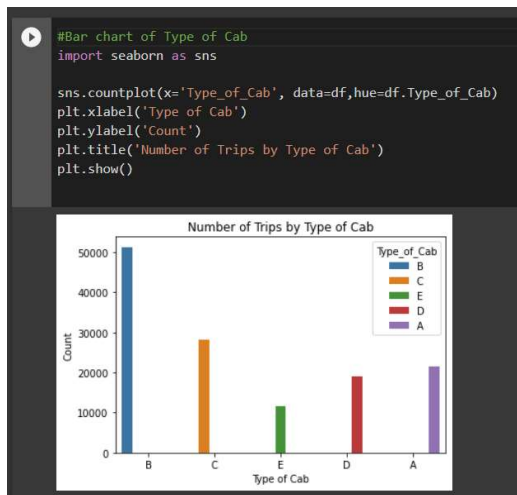 #Bar chart of Type of Cab
import seaborn as sns
sns.countplot(x='Type_of_Cab', data=df,hue=df.Type_of_Cab)
plt.xlabel('Type of Cab')
plt.ylabel('Count')
plt.title('Number of Trips by Type of Cab')
plt.show()
Number of Trips by Type of Cab
Type_of_Cab
B
C
E
D
A
50000
40000
30000
20000
10000
0
Count
B C E D A
Type of Cab